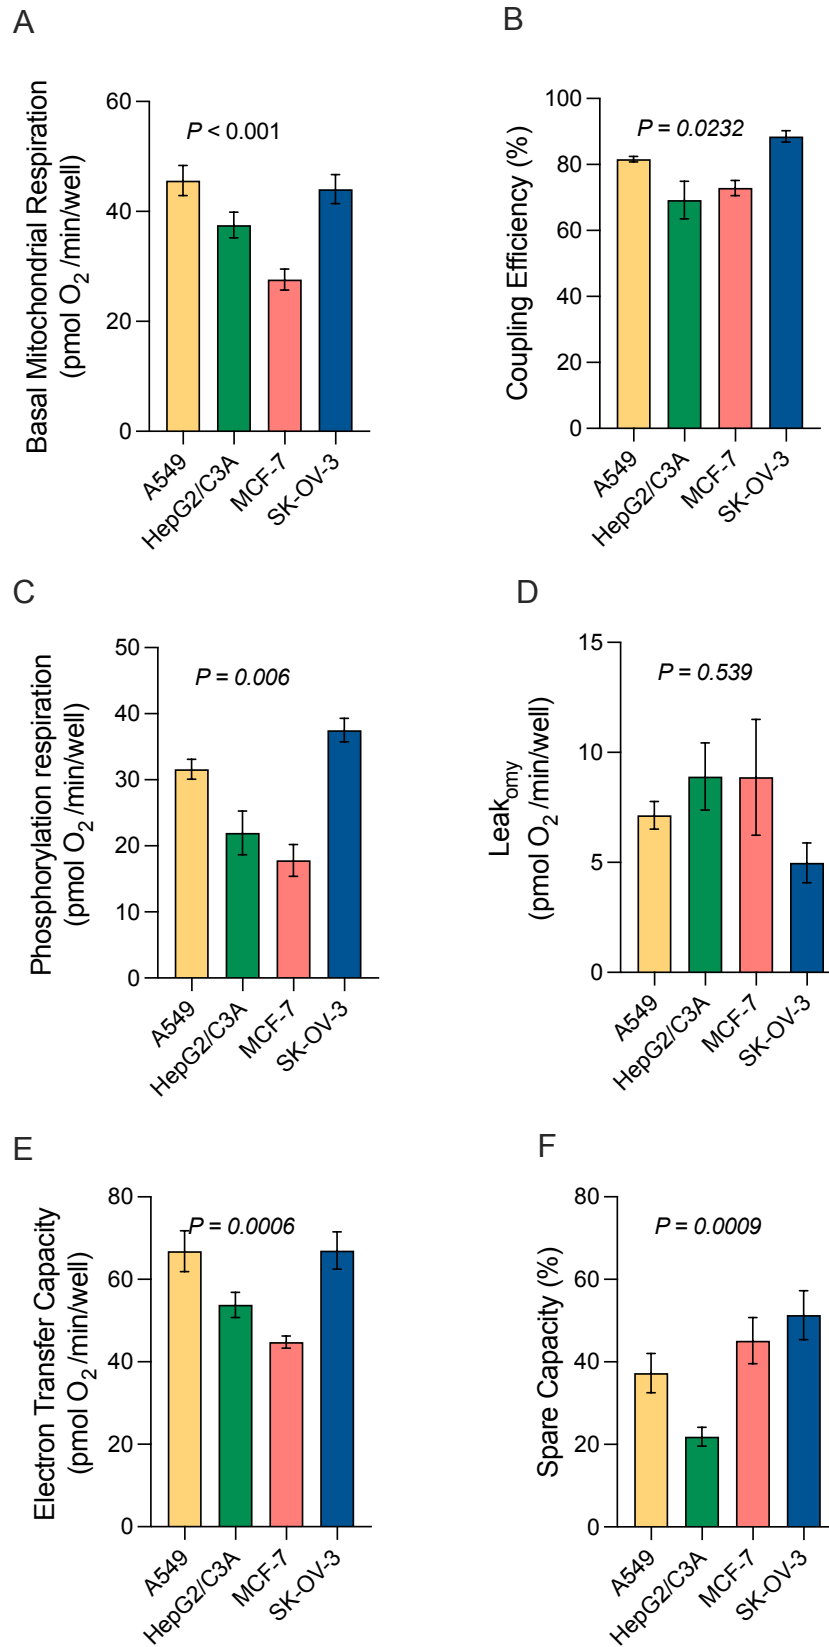 A
Basal Mitochondrial Respiration
(pmol O2 /min/well)
60
40
20
0
P < 0.001
A549
HepG2/C3A
MCF-7
SK-OV-3
B
Coupling Efficiency (%)
100
80
60
40
20
0
P = 0.0232
A549
HepG2/C3A
MCF-7
SK-OV-3
C
Phosphorylation respiration
(pmol O2 /min/well)
50
40
30
20
10
0
P = 0.006
A549
HepG2/C3A
MCF-7
SK-OV-3
D
Leakomy
(pmol O2 /min/well)
15
10
5
0
P = 0.539
A549
HepG2/C3A
MCF-7
SK-OV-3
E
Electron Transfer Capacity
(pmol O2 /min/well)
80
60
40
20
0
P = 0.0006
A549
HepG2/C3A
MCF-7
SK-OV-3
F
Spare Capacity (%)
80
60
40
20
0
P = 0.0009
A549
HepG2/C3A
MCF-7
SK-OV-3